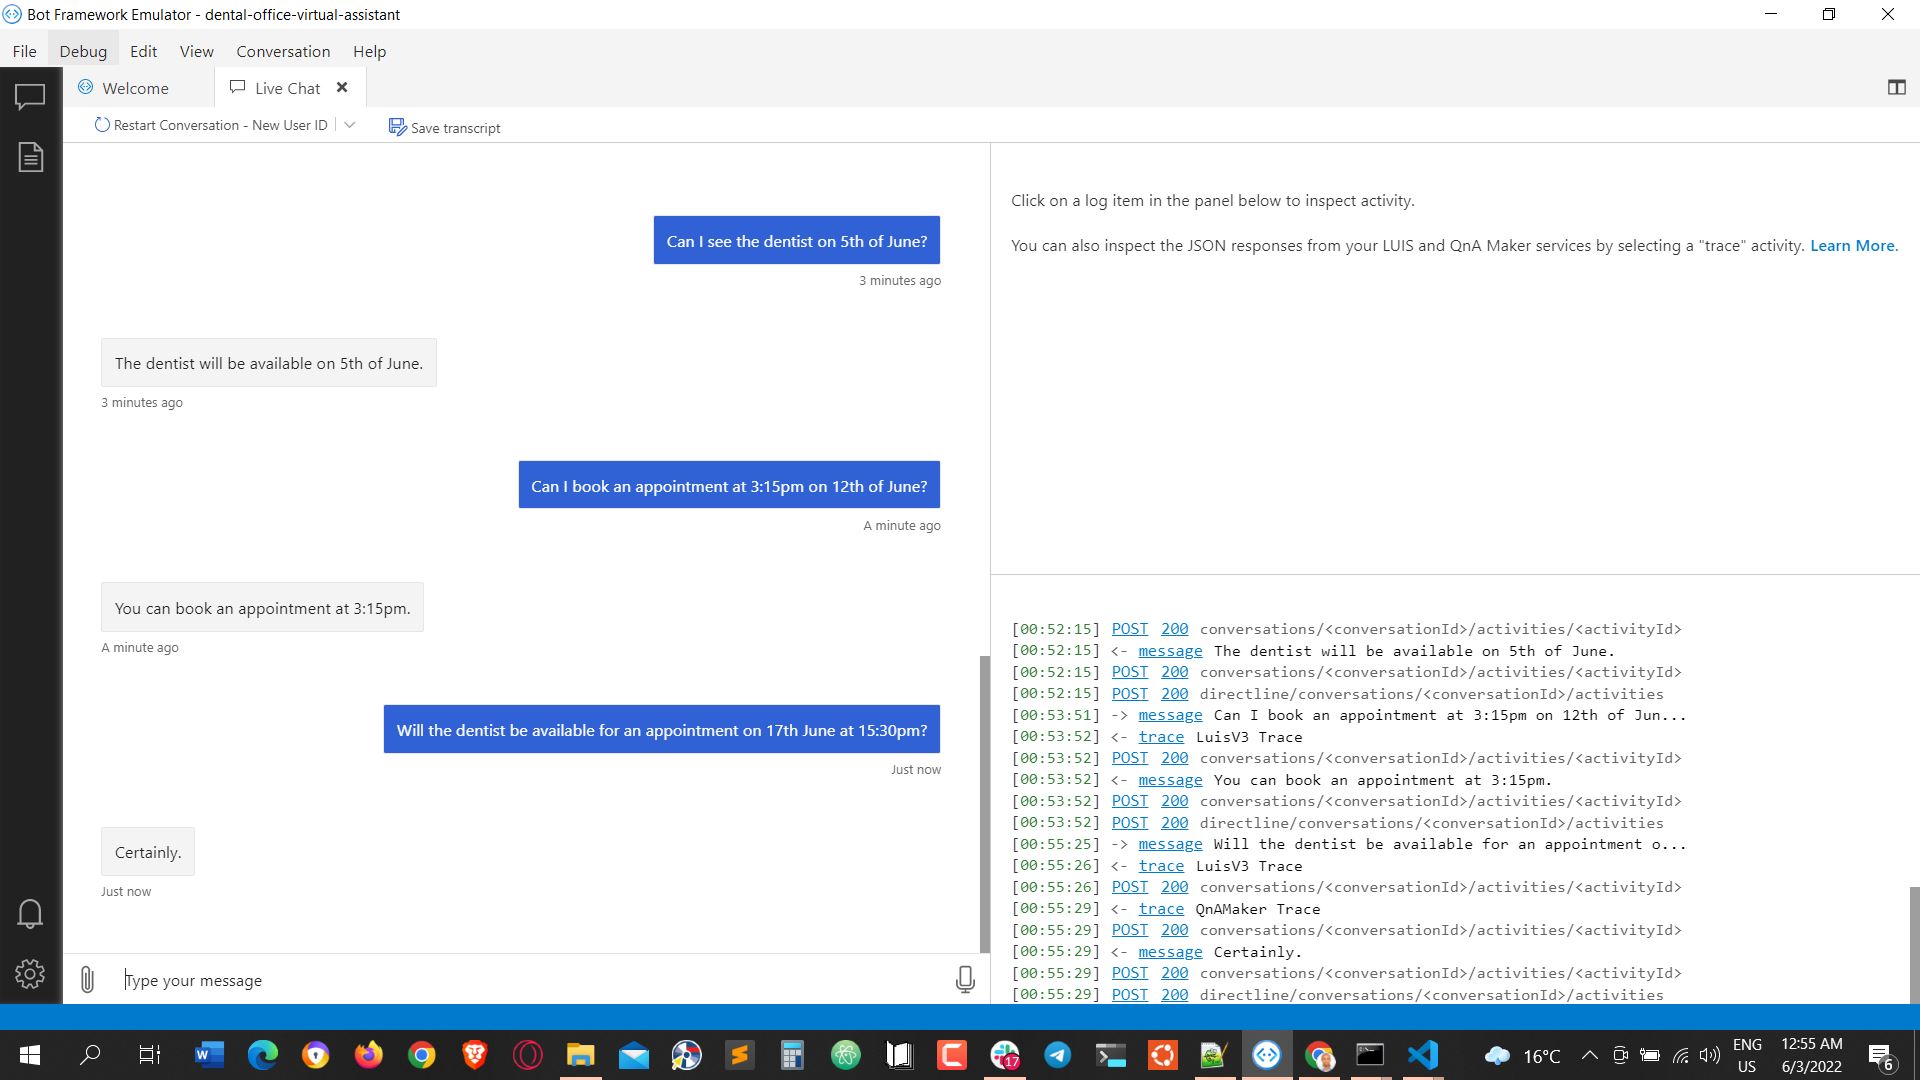 Bot Framework Emulator - dental-office-virtual-assistant
File Debug Edit View Conversation Help
Welcome Live Chat
Restart Conversation - New User ID Save transcript
Can I see the dentist on 5th of June?
3 minutes ago
The dentist will be available on 5th of June.
3 minutes ago
Can I book an appointment at 3:15pm on 12th of June?
A minute ago
You can book an appointment at 3:15pm.
A minute ago
Will the dentist be available for an appointment on 17th June at 15:30pm?
Just now
Certainly.
Just now
Type your message
Click on a log item in the panel below to inspect activity.
You can also inspect the JSON responses from your LUIS and QnA Maker services by selecting a "trace" activity. Learn More.
[00:52:15] POST 200 conversations/<conversationId>/activities/<activityId>
[00:52:15] <- message The dentist will be available on 5th of June.
[00:52:15] POST 200 conversations/<conversationId>/activities/<activityId>
[00:52:15] POST 200 directline/conversations/<conversationId>/activities
[00:53:51] -> message Can I book an appointment at 3:15pm on 12th of Jun...
[00:53:52] <- trace LuisV3 Trace
[00:53:52] POST 200 conversations/<conversationId>/activities/<activityId>
[00:53:52] <- message You can book an appointment at 3:15pm.
[00:53:52] POST 200 conversations/<conversationId>/activities/<activityId>
[00:53:52] POST 200 directline/conversations/<conversationId>/activities
[00:55:25] -> message Will the dentist be available for an appointment o...
[00:55:26] <- trace LuisV3 Trace
[00:55:26] POST 200 conversations/<conversationId>/activities/<activityId>
[00:55:29] <- trace QnAMaker Trace
[00:55:29] POST 200 conversations/<conversationId>/activities/<activityId>
[00:55:29] <- message Certainly.
[00:55:29] POST 200 conversations/<conversationId>/activities/<activityId>
[00:55:29] POST 200 directline/conversations/<conversationId>/activities
W
17
16°C
ENG
US
12:55 AM
6/3/2022
6